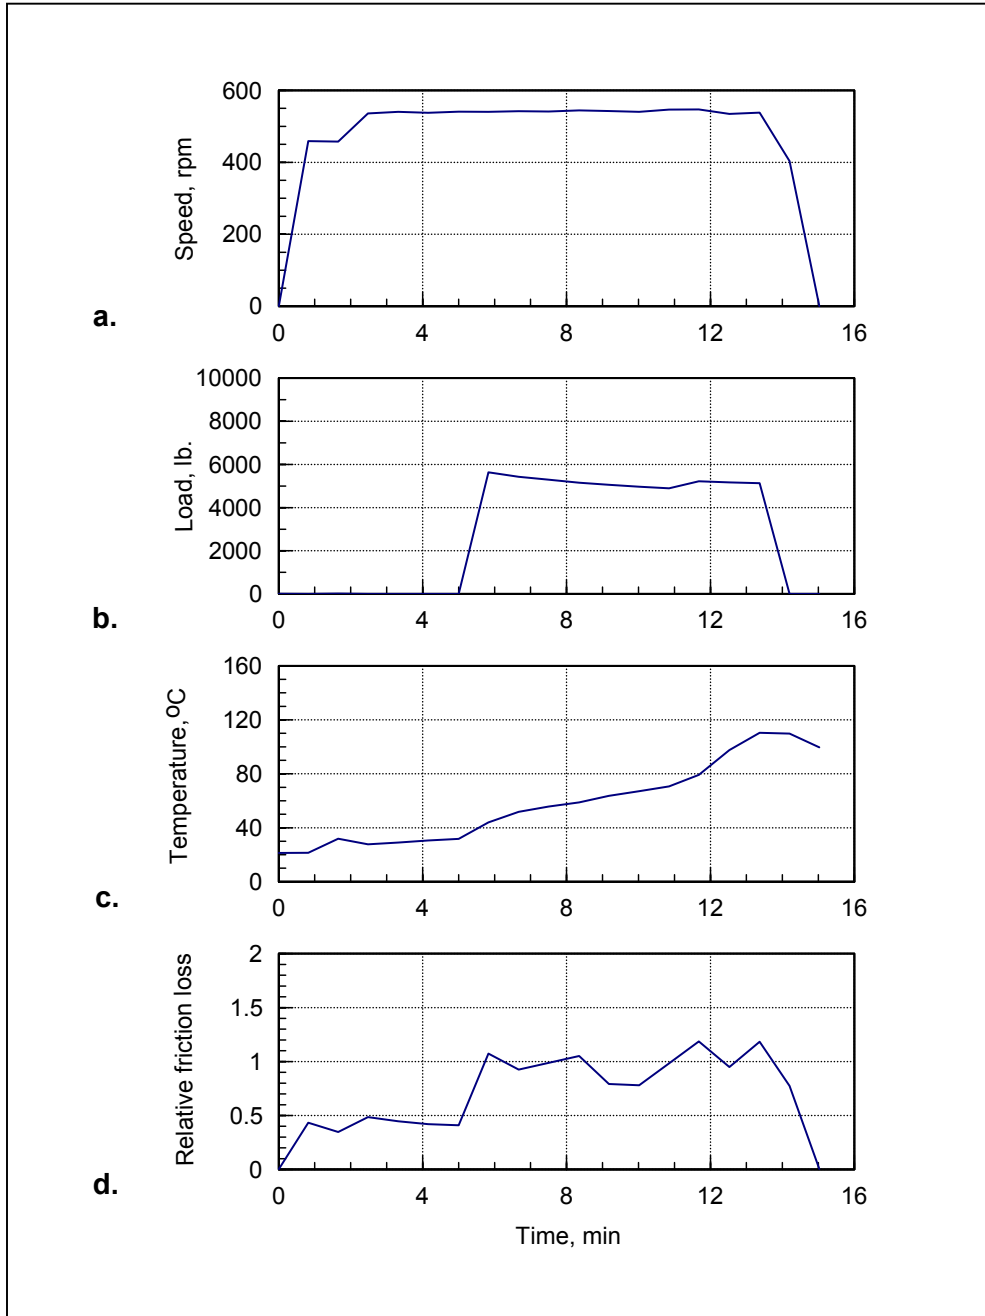 600
400
200
0
Speed, rpm
a.
0 4 8 12 16
10000
8000
6000
4000
2000
0
Load, lb.
b.
0 4 8 12 16
160
120
80
40
0
Temperature,ºC
c.
0 4 8 12 16
2
1.5
1
0.5
0
Relative friction loss
d.
0 4 8 12 16
Time, min